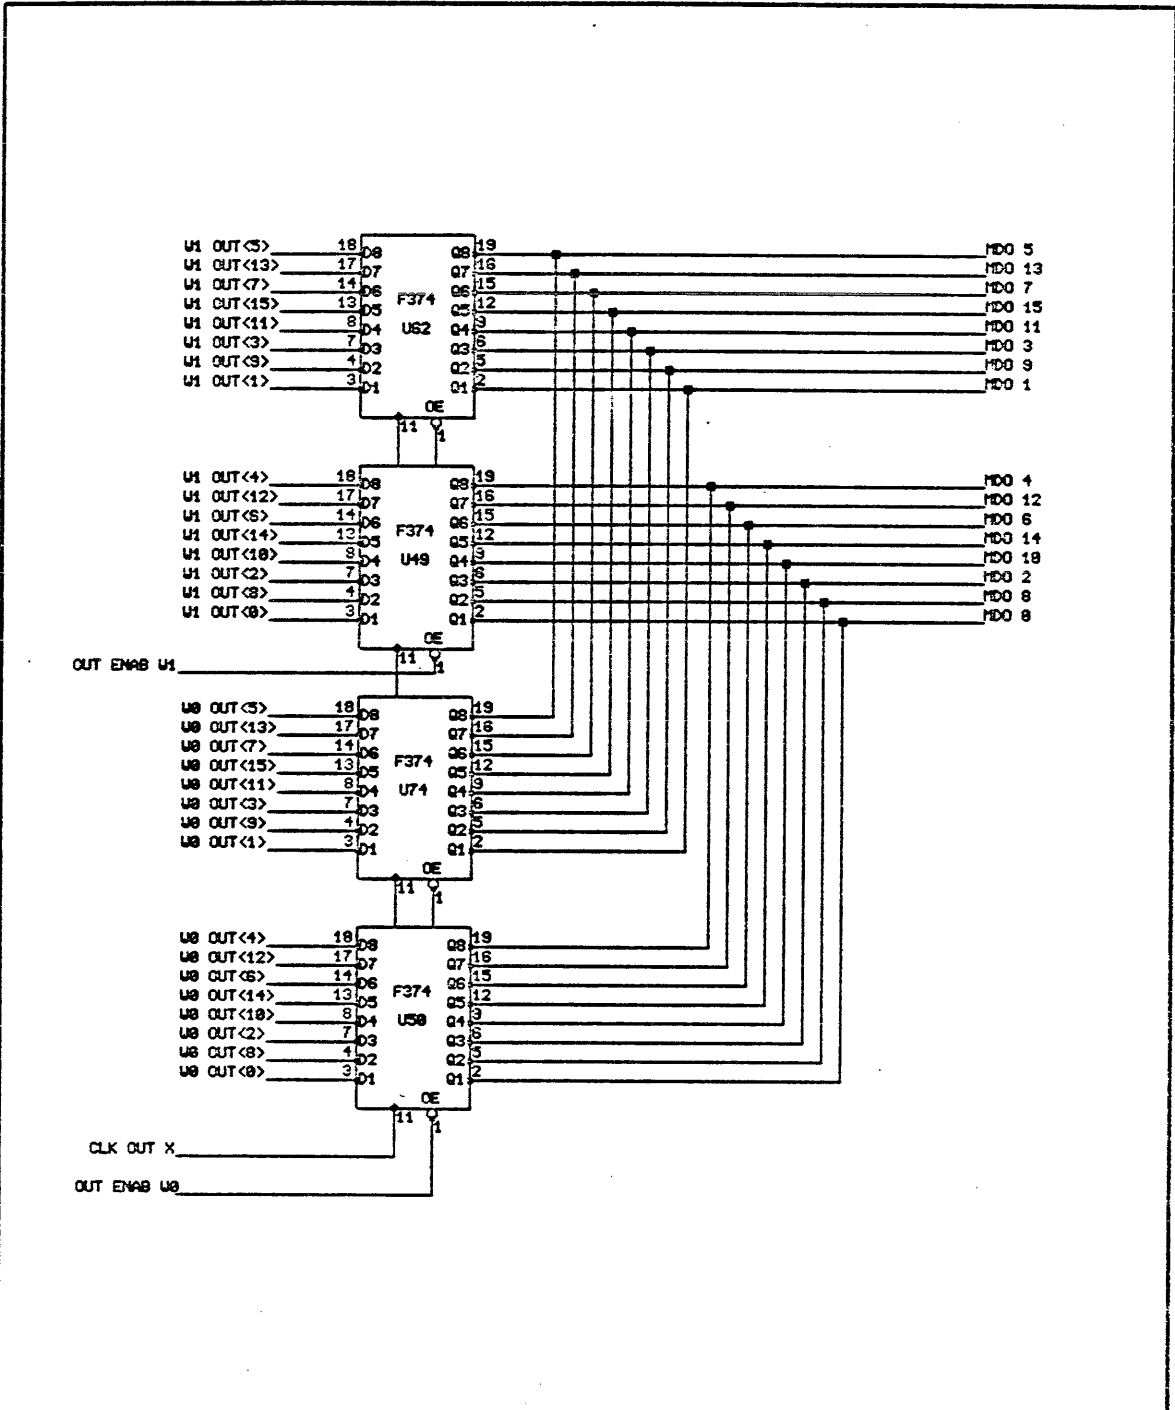 W1 OUT<5> 18 D8 Q8 19 MDO 5
W1 OUT<13> 17 D7 Q7 16 MDO 13
W1 OUT<7> 14 D6 Q6 15 MDO 7
W1 OUT<15> 13 D5 F374 Q5 12 MDO 15
W1 OUT<11> 8 D4 U62 Q4 9 MDO 11
W1 OUT<3> 7 D3 Q3 6 MDO 3
W1 OUT<9> 4 D2 Q2 5 MDO 9
W1 OUT<1> 3 D1 Q1 2 MDO 1
OE
11 1
W1 OUT<4> 18 D8 Q8 19 MDO 4
W1 OUT<12> 17 D7 Q7 16 MDO 12
W1 OUT<6> 14 D6 Q6 15 MDO 6
W1 OUT<14> 13 D5 F374 Q5 12 MDO 14
W1 OUT<10> 8 D4 U49 Q4 9 MDO 10
W1 OUT<2> 7 D3 Q3 6 MDO 2
W1 OUT<8> 4 D2 Q2 5 MDO 8
W1 OUT<0> 3 D1 Q1 2 MDO 0
OE
11 1
OUT ENAB W1
W0 OUT<5> 18 D8 Q8 19
W0 OUT<13> 17 D7 Q7 16
W0 OUT<7> 14 D6 Q6 15
W0 OUT<15> 13 D5 F374 Q5 12
W0 OUT<11> 8 D4 U74 Q4 9
W0 OUT<3> 7 D3 Q3 6
W0 OUT<9> 4 D2 Q2 5
W0 OUT<1> 3 D1 Q1 2
OE
11 1
W0 OUT<4> 18 D8 Q8 19
W0 OUT<12> 17 D7 Q7 16
W0 OUT<6> 14 D6 Q6 15
W0 OUT<14> 13 D5 F374 Q5 12
W0 OUT<10> 8 D4 U50 Q4 9
W0 OUT<2> 7 D3 Q3 6
W0 OUT<8> 4 D2 Q2 5
W0 OUT<0> 3 D1 Q1 2
OE
11 1
CLK OUT X
OUT ENAB W0